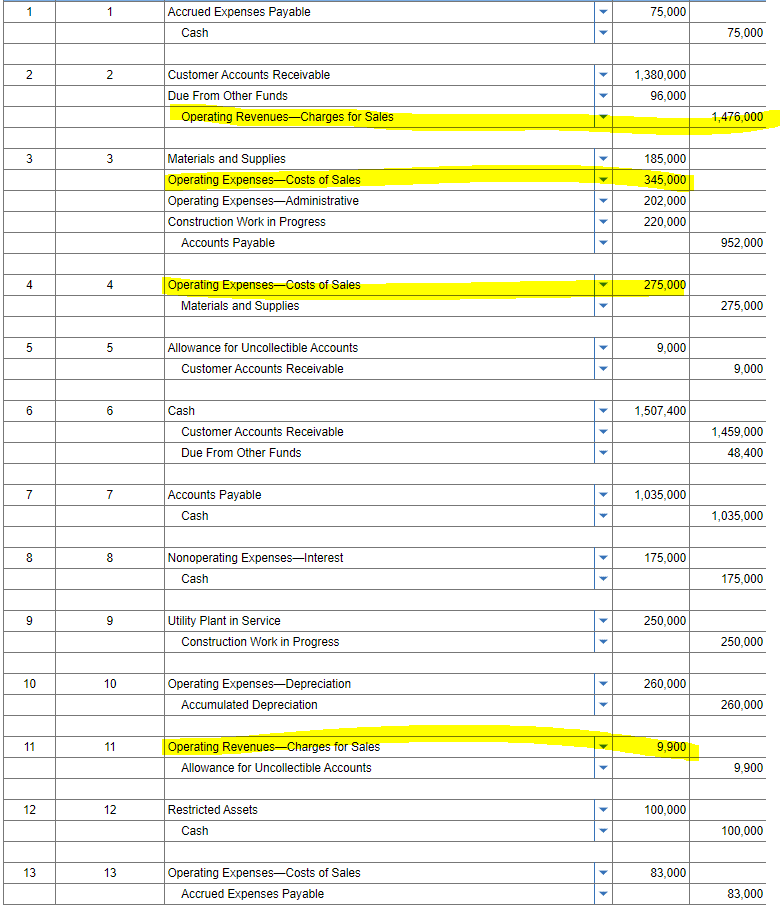 1 1 Accrued Expenses Payable 75,000
Cash 75,000
2 2 Customer Accounts Receivable 1,380,000
Due From Other Funds 96,000
Operating Revenues—Charges for Sales 1,476,000
3 3 Materials and Supplies 185,000
Operating Expenses—Costs of Sales 345,000
Operating Expenses—Administrative 202,000
Construction Work in Progress 220,000
Accounts Payable 952,000
4 4 Operating Expenses—Costs of Sales 275,000
Materials and Supplies 275,000
5 5 Allowance for Uncollectible Accounts 9,000
Customer Accounts Receivable 9,000
6 6 Cash 1,507,400
Customer Accounts Receivable 1,459,000
Due From Other Funds 48,400
7 7 Accounts Payable 1,035,000
Cash 1,035,000
8 8 Nonoperating Expenses—Interest 175,000
Cash 175,000
9 9 Utility Plant in Service 250,000
Construction Work in Progress 250,000
10 10 Operating Expenses—Depreciation 260,000
Accumulated Depreciation 260,000
11 11 Operating Revenues—Charges for Sales 9,900
Allowance for Uncollectible Accounts 9,900
12 12 Restricted Assets 100,000
Cash 100,000
13 13 Operating Expenses—Costs of Sales 83,000
Accrued Expenses Payable 83,000